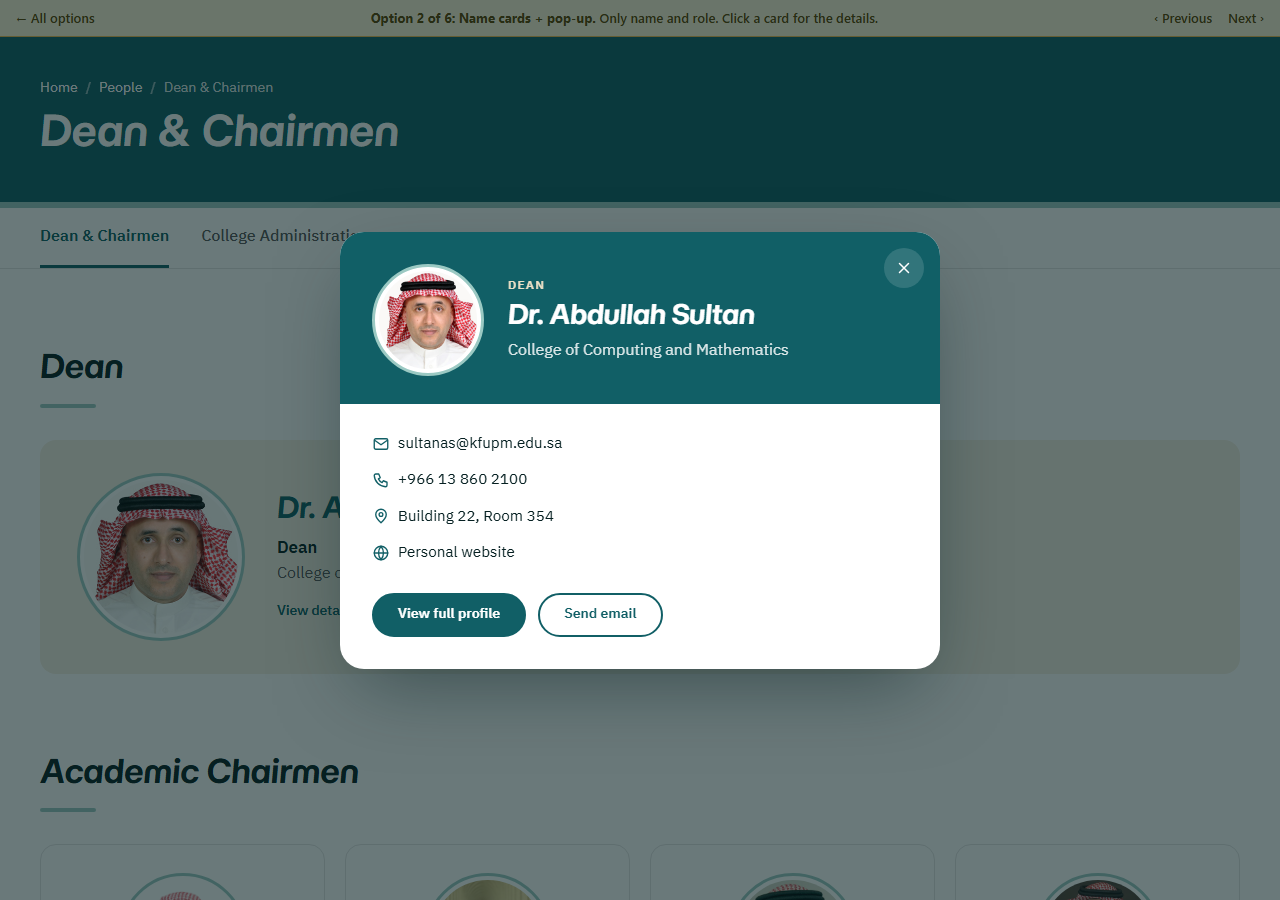 ← All options
Option 2 of 6: Name cards + pop-up. Only name and role. Click a card for the details.
‹ Previous Next ›
Home / People / Dean & Chairmen
Dean & Chairmen
Dean & Chairmen College Administrati
DEAN
Dr. Abdullah Sultan
College of Computing and Mathematics
sultanas@kfupm.edu.sa
+966 13 860 2100
Building 22, Room 354
Personal website
View full profile Send email
Dean
Dr. A
Dean
College
View deta
Academic Chairmen